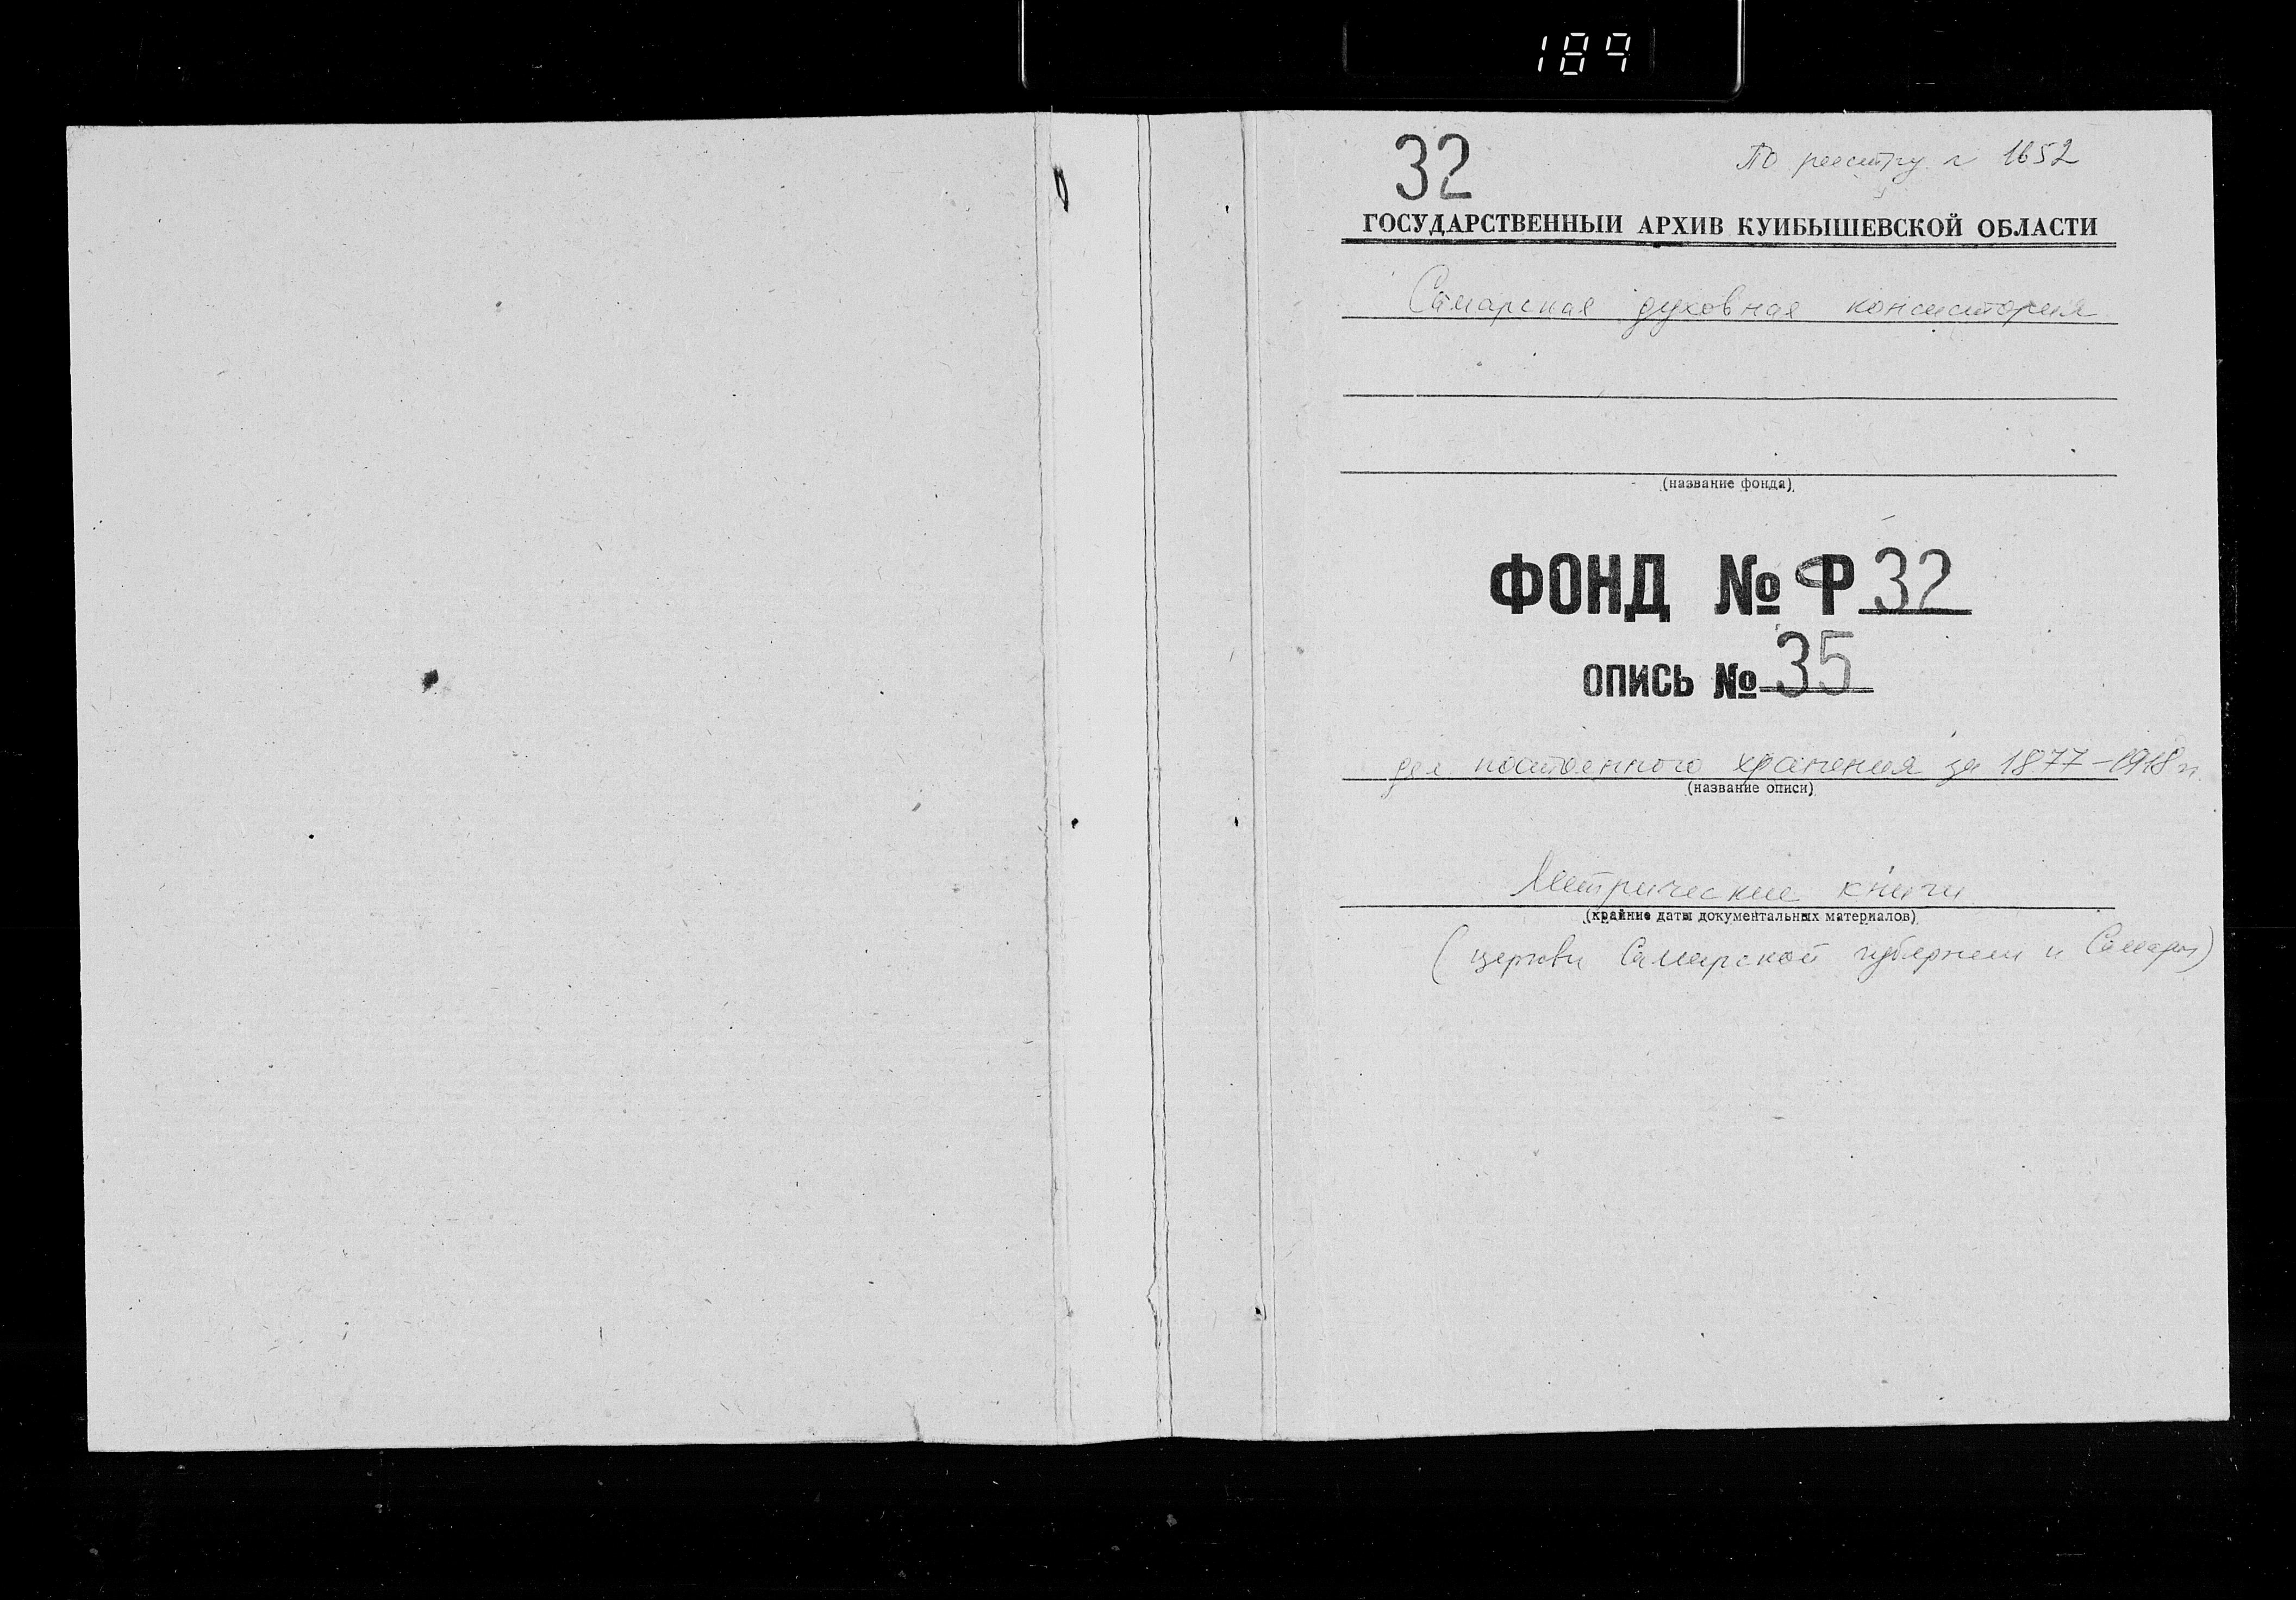 189
32
По реестру № 1652
ГОСУДАРСТВЕННЫЙ АРХИВ КУЙБЫШЕВСКОЙ ОБЛАСТИ
Самарская духовная консистория
(название фонда)
ФОНД № Р 32
ОПИСЬ № 35
дел постоянного хранения за 1877-1918 гг.
(название описи)
Метрические книги
(крайние даты документальных материалов)
(церкви Самарской губернии и Самары)